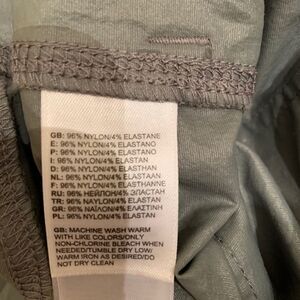 GB: 96% NYLON/4% ELASTANE
E: 96% NYLON/4% ELASTANO
P: 96% NYLON/4% ELASTANO
I: 96% NYLON/4% ELASTAN
D: 96% NYLON/4% ELASTHAN
NL: 96% NYLON/4% ELASTAAN
F: 96% NYLON/4% ELASTHANNE
RU: 96% НЕЙЛОН/4% ЭЛАСТАН
TR: 96% NAYLON/4% ELASTAN
GR: 96% ΝΑΪΛΟΝ/4% ΕΛΑΣΤΙΝΗ
PL: 96% NYLON/4% ELASTAN
GB: MACHINE WASH WARM
WITH LIKE COLORS/ONLY
NON-CHLORINE BLEACH WHEN
NEEDED/TUMBLE DRY LOW/
WARM IRON AS DESIRED/DO
NOT DRY CLEAN